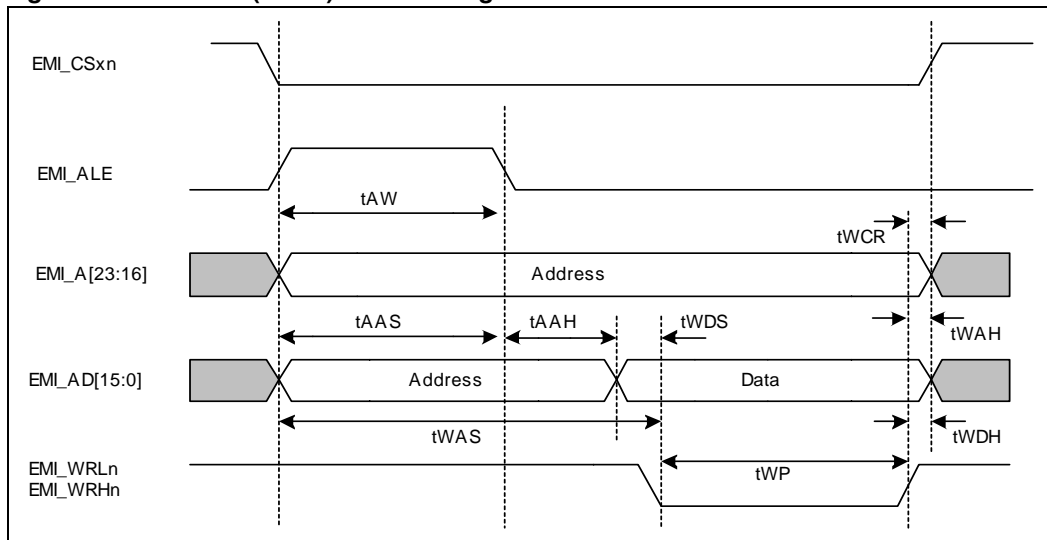 EMI_CSxn
EMI_ALE
tAW
tWCR
EMI_A[23:16]
Address
tAAS
tAAH
tWDS
tWAH
EMI_AD[15:0]
Address
Data
tWAS
tWDH
EMI_WRLn
EMI_WRHn
tWP